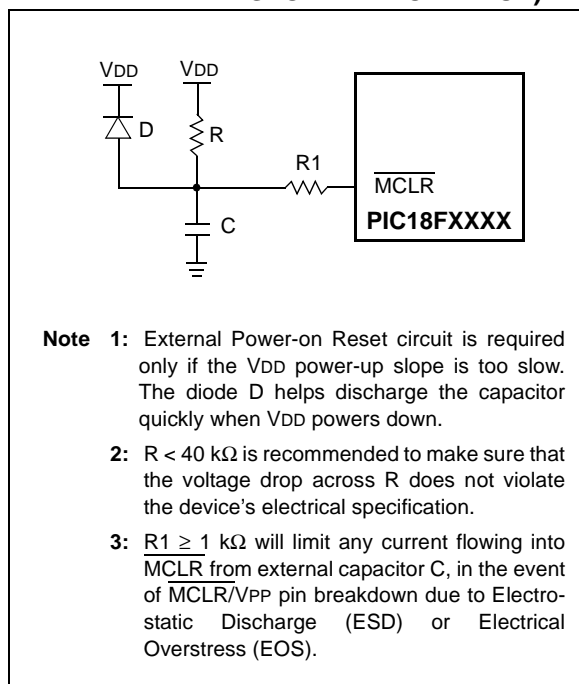 VDD VDD
D
R
R1
MCLR
PIC18FXXXX
C
Note 1: External Power-on Reset circuit is required
only if the VDD power-up slope is too slow.
The diode D helps discharge the capacitor
quickly when VDD powers down.
2: R < 40 kΩ is recommended to make sure that
the voltage drop across R does not violate
the device's electrical specification.
3: R1 ≥ 1 kΩ will limit any current flowing into
MCLR from external capacitor C, in the event
of MCLR/VPP pin breakdown due to Electro-
static Discharge (ESD) or Electrical
Overstress (EOS).